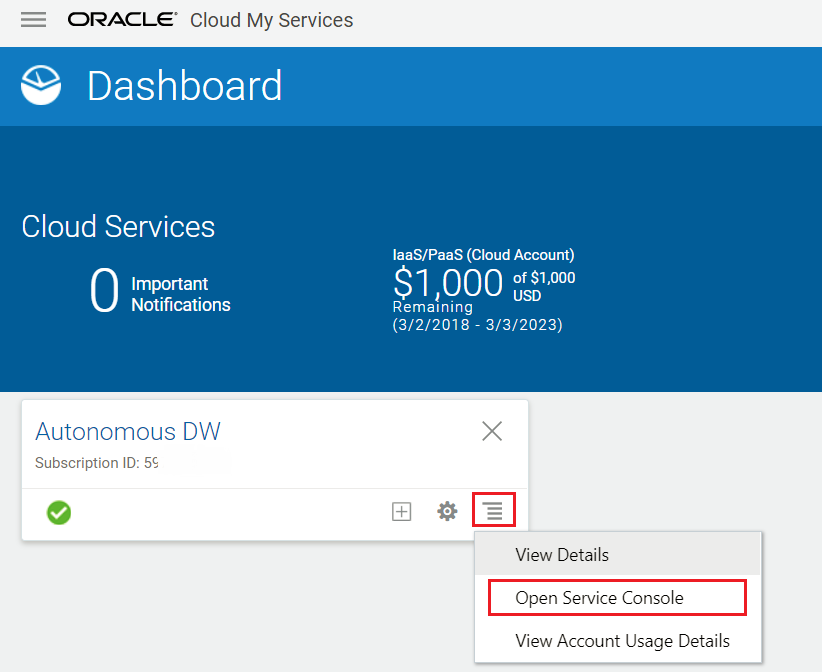 ORACLE® Cloud My Services
Dashboard
Cloud Services
0 Important
Notifications
IaaS/PaaS (Cloud Account)
$1,000 of $1,000
USD
Remaining
(3/2/2018 - 3/3/2023)
Autonomous DW
Subscription ID: 59
View Details
Open Service Console
View Account Usage Details